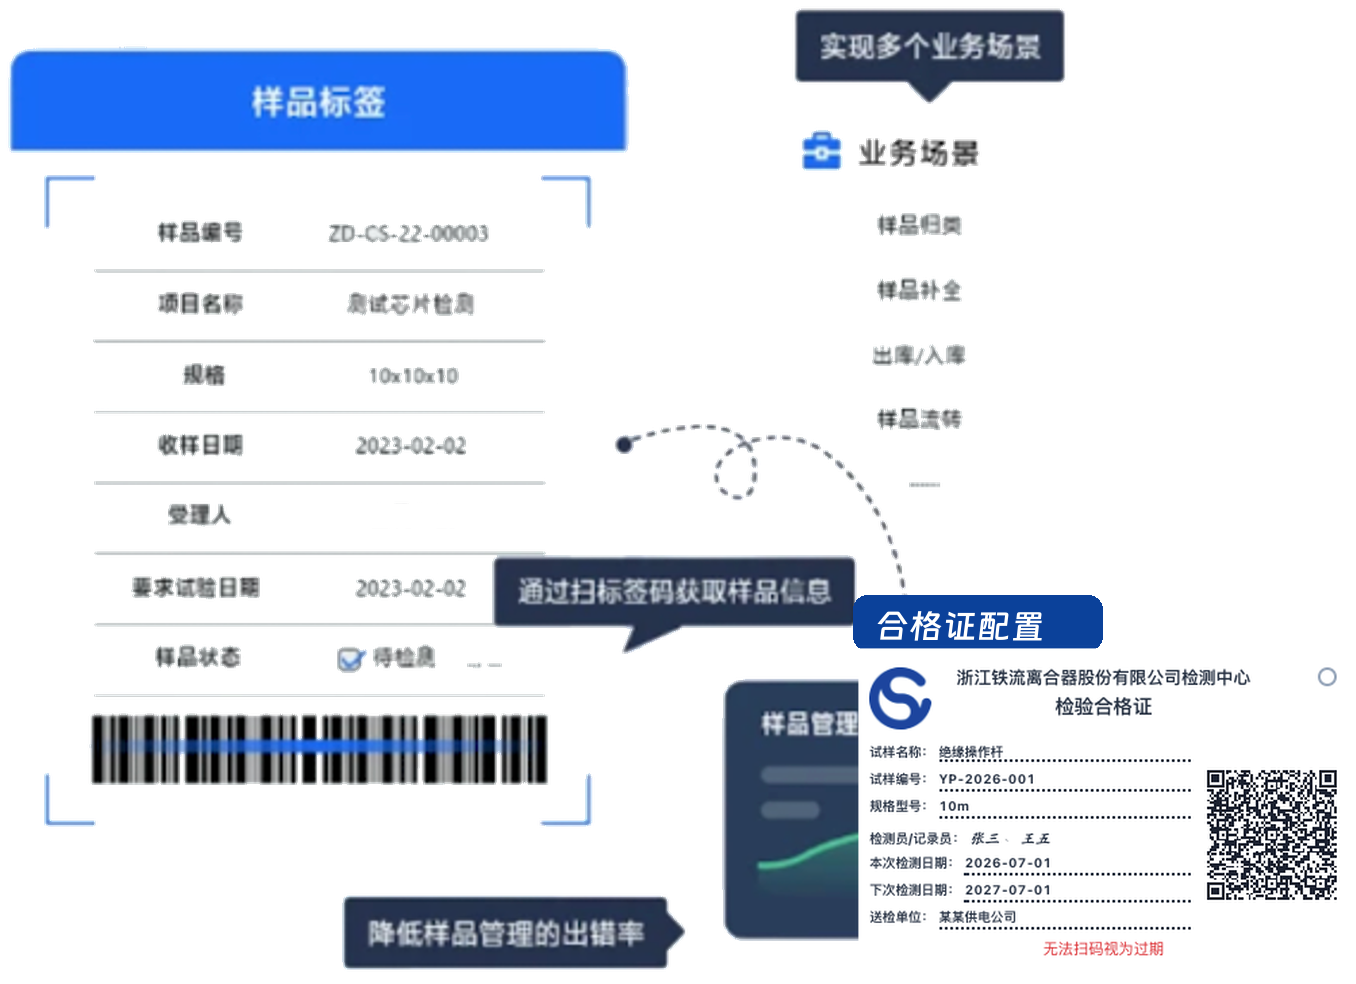 实现多个业务场景
样品标签
业务场景
样品编号 ZD-CS-22-00003
项目名称 测试芯片检测
规格 10x10x10
收样日期 2023-02-02
受理人
要求试验日期 2023-02-02
样品状态 待检测
样品归类
样品补全
出库/入库
样品流转
通过扫标签码获取样品信息
合格证配置
样品管理
浙江铁流离合器股份有限公司检测中心
检验合格证
试样名称: 绝缘操作杆
试样编号: YP-2026-001
规格型号: 10m
检测员/记录员: 张三、王五
本次检测日期: 2026-07-01
下次检测日期: 2027-07-01
送检单位: 某某供电公司
无法扫码视为过期
降低样品管理的出错率